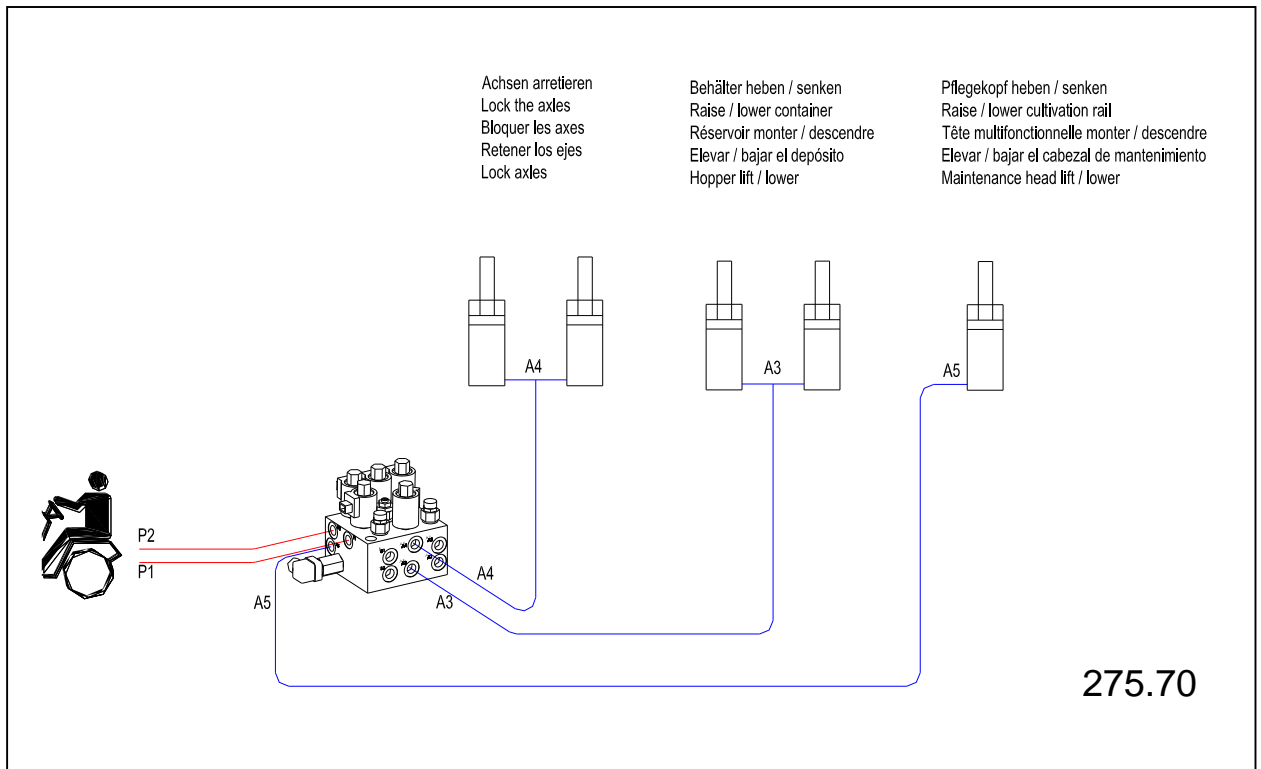 Achsen arretieren
Lock the axles
Bloquer les axes
Retener los ejes
Lock axles
Behälter heben / senken
Raise / lower container
Réservoir monter / descendre
Elevar / bajar el depósito
Hopper lift / lower
Pflegekopf heben / senken
Raise / lower cultivation rail
Tête multifonctionnelle monter / descendre
Elevar / bajar el cabezal de mantenimiento
Maintenance head lift / lower
A4
A3
A5
P2
P1
A4
A5
A3
275.70